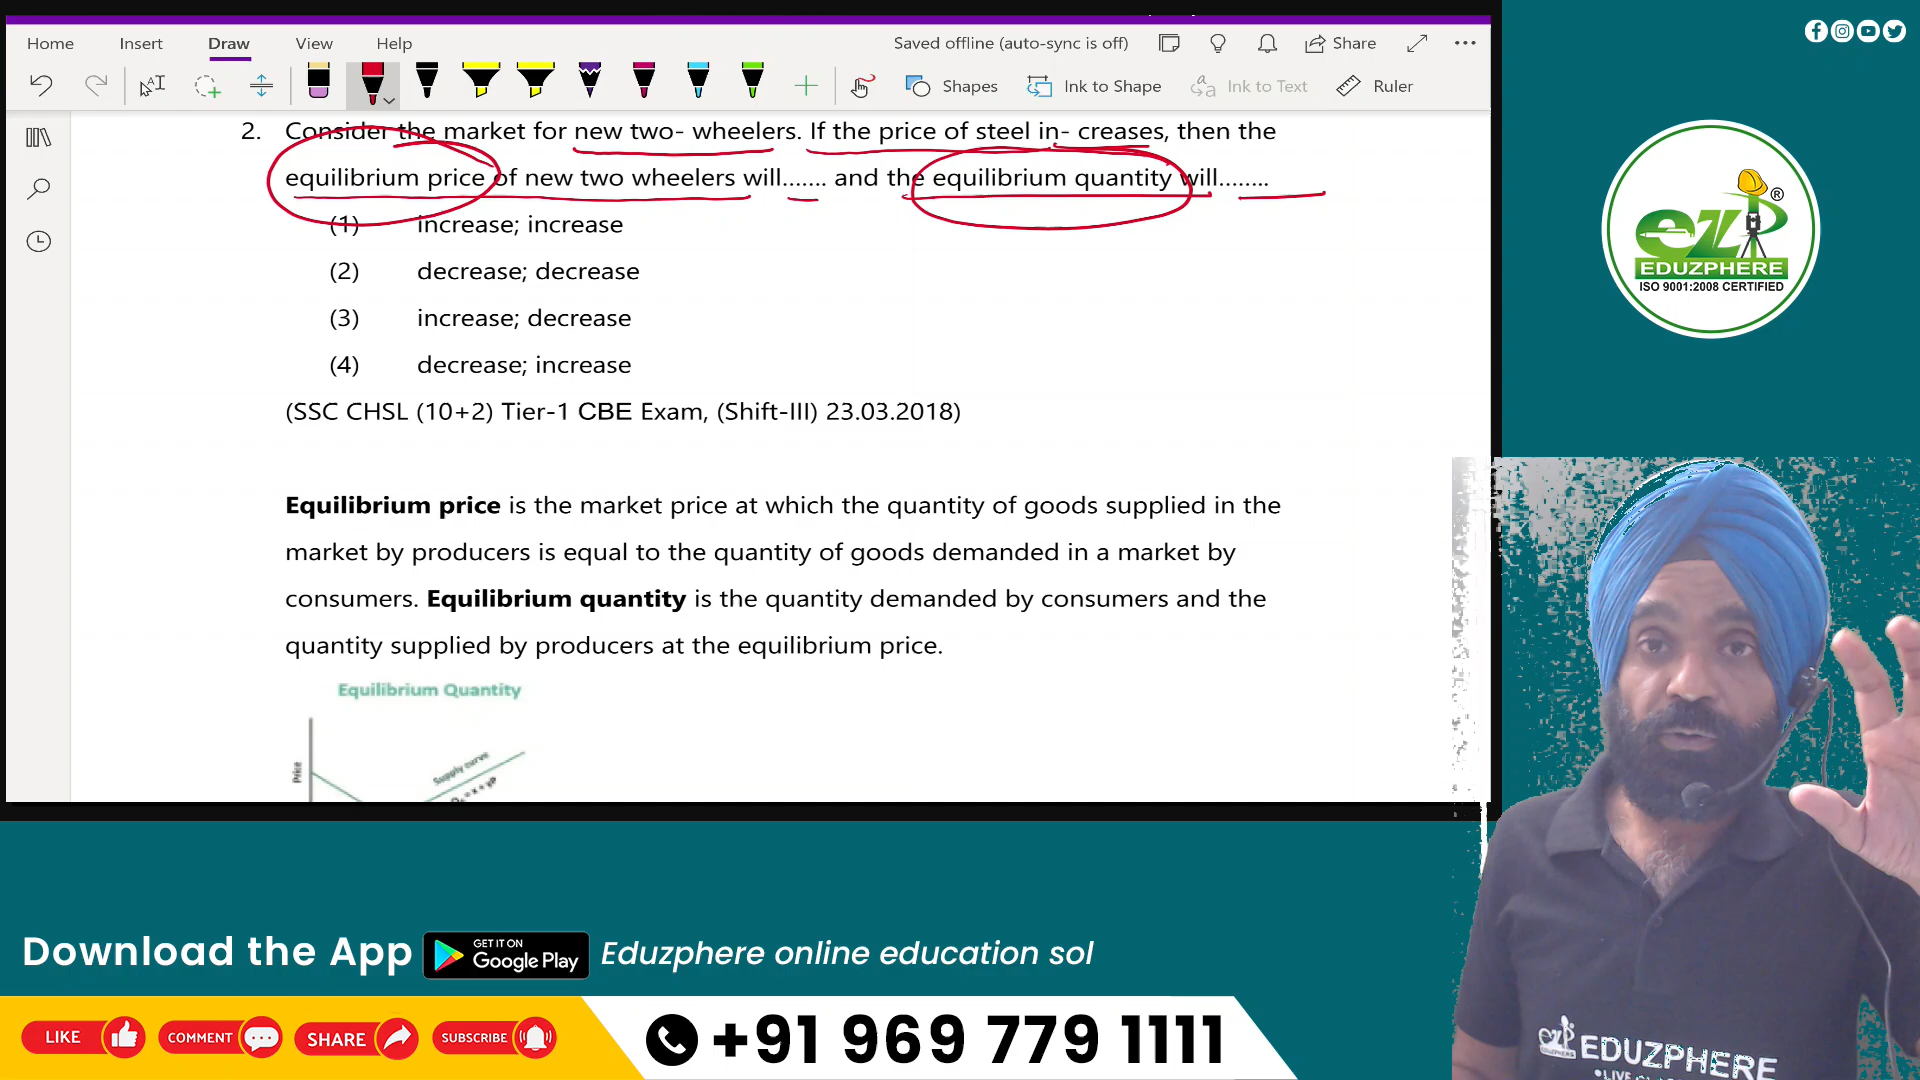 Home Insert Draw View Help Saved offline (auto-sync is off) Share
Shapes Ink to Shape Ink to Text Ruler
2. Consider the market for new two- wheelers. If the price of steel in- creases, then the
equilibrium price of new two wheelers will....... and the equilibrium quantity will........
(1) increase; increase
(2) decrease; decrease
(3) increase; decrease
(4) decrease; increase
(SSC CHSL (10+2) Tier-1 CBE Exam, (Shift-III) 23.03.2018)
Equilibrium price is the market price at which the quantity of goods supplied in the
market by producers is equal to the quantity of goods demanded in a market by
consumers. Equilibrium quantity is the quantity demanded by consumers and the
quantity supplied by producers at the equilibrium price.
Equilibrium Quantity
Price
Supply curve
ezp
®
EDUZPHERE
ISO 9001:2008 CERTIFIED
EDUZPHERE
Download the App GET IT ON Google Play Eduzphere online education sol
LIKE COMMENT SHARE SUBSCRIBE +91 969 779 1111